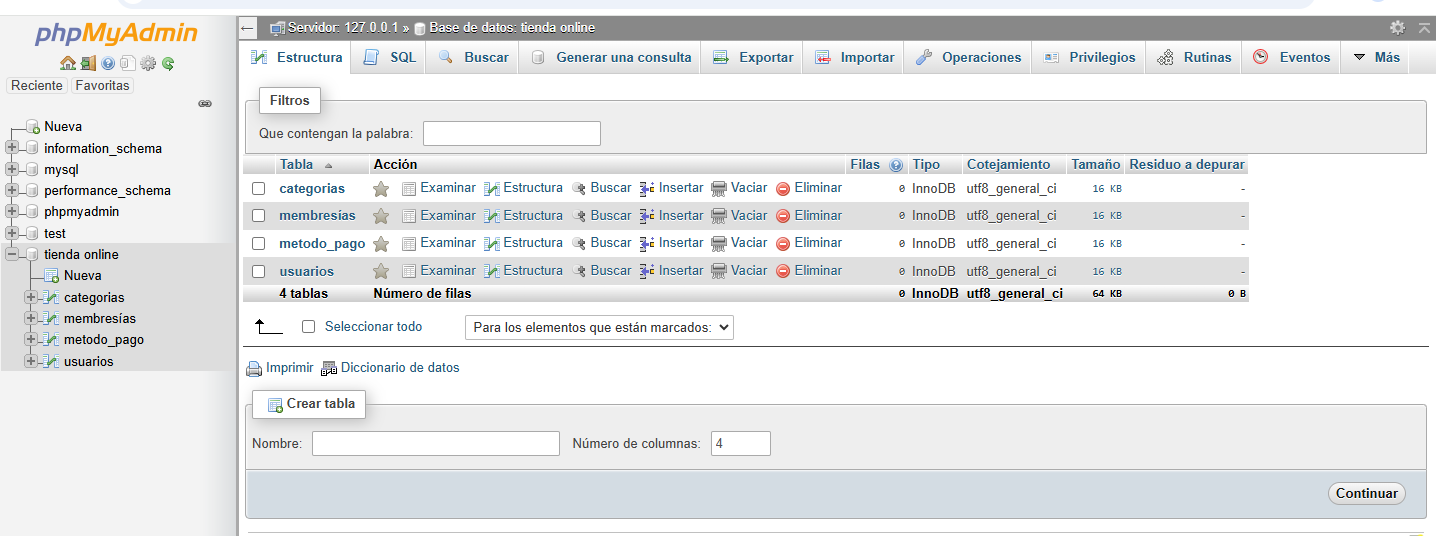 phpMyAdmin
Reciente Favoritas
Nueva
information_schema
mysql
performance_schema
phpmyadmin
test
tienda online
Nueva
categorias
membresías
metodo_pago
usuarios
Servidor: 127.0.0.1 » Base de datos: tienda online
Estructura SQL Buscar Generar una consulta Exportar Importar Operaciones Privilegios Rutinas Eventos Más
Filtros
Que contengan la palabra:
Tabla Acción Filas Tipo Cotejamiento Tamaño Residuo a depurar
categorias Examinar Estructura Buscar Insertar Vaciar Eliminar 0 InnoDB utf8_general_ci 16 KB -
membresías Examinar Estructura Buscar Insertar Vaciar Eliminar 0 InnoDB utf8_general_ci 16 KB -
metodo_pago Examinar Estructura Buscar Insertar Vaciar Eliminar 0 InnoDB utf8_general_ci 16 KB -
usuarios Examinar Estructura Buscar Insertar Vaciar Eliminar 0 InnoDB utf8_general_ci 16 KB -
4 tablas Número de filas 0 InnoDB utf8_general_ci 64 KB 0 B
Seleccionar todo Para los elementos que están marcados:
Imprimir Diccionario de datos
Crear tabla
Nombre: Número de columnas: 4
Continuar